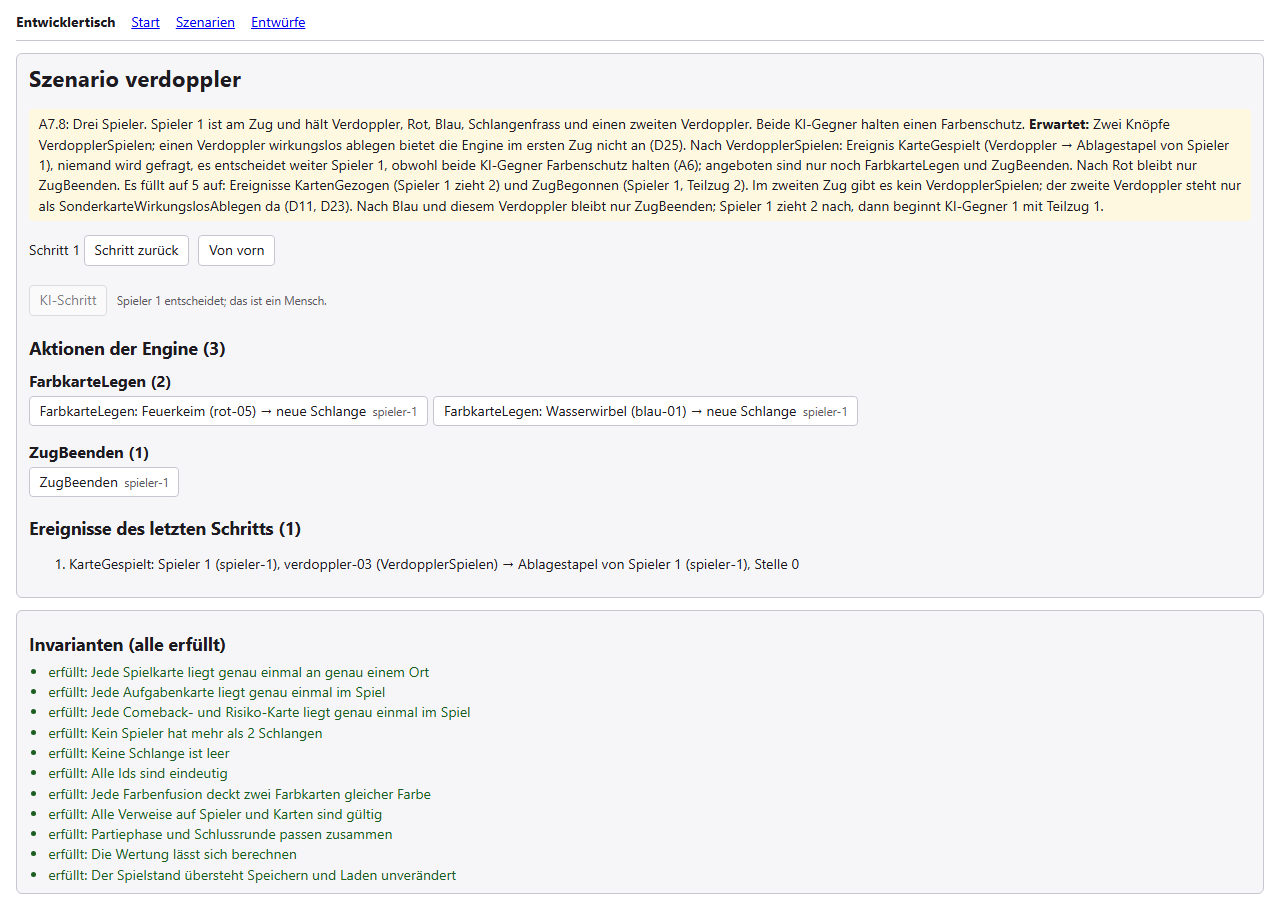 Entwicklertisch Start Szenarien Entwürfe
Szenario verdoppler
A7.8: Drei Spieler. Spieler 1 ist am Zug und hält Verdoppler, Rot, Blau, Schlangenfrass und einen zweiten Verdoppler. Beide KI-Gegner halten einen Farbenschutz. Erwartet: Zwei Knöpfe
VerdopplerSpielen; einen Verdoppler wirkungslos ablegen bietet die Engine im ersten Zug nicht an (D25). Nach VerdopplerSpielen: Ereignis KarteGespielt (Verdoppler → Ablagestapel von Spieler
1), niemand wird gefragt, es entscheidet weiter Spieler 1, obwohl beide KI-Gegner Farbenschutz halten (A6); angeboten sind nur noch FarbkarteLegen und ZugBeenden. Nach Rot bleibt nur
ZugBeenden. Es füllt auf 5 auf: Ereignisse KartenGezogen (Spieler 1 zieht 2) und ZugBegonnen (Spieler 1, Teilzug 2). Im zweiten Zug gibt es kein VerdopplerSpielen; der zweite Verdoppler steht nur
als SonderkarteWirkungslosAblegen da (D11, D23). Nach Blau und diesem Verdoppler bleibt nur ZugBeenden; Spieler 1 zieht 2 nach, dann beginnt KI-Gegner 1 mit Teilzug 1.
Schritt 1 Schritt zurück Von vorn
KI-Schritt Spieler 1 entscheidet; das ist ein Mensch.
Aktionen der Engine (3)
FarbkarteLegen (2)
FarbkarteLegen: Feuerkeim (rot-05) → neue Schlange spieler-1 FarbkarteLegen: Wasserwirbel (blau-01) → neue Schlange spieler-1
ZugBeenden (1)
ZugBeenden spieler-1
Ereignisse des letzten Schritts (1)
1. KarteGespielt: Spieler 1 (spieler-1), verdoppler-03 (VerdopplerSpielen) → Ablagestapel von Spieler 1 (spieler-1), Stelle 0
Invarianten (alle erfüllt)
• erfüllt: Jede Spielkarte liegt genau einmal an genau einem Ort
• erfüllt: Jede Aufgabenkarte liegt genau einmal im Spiel
• erfüllt: Jede Comeback- und Risiko-Karte liegt genau einmal im Spiel
• erfüllt: Kein Spieler hat mehr als 2 Schlangen
• erfüllt: Keine Schlange ist leer
• erfüllt: Alle Ids sind eindeutig
• erfüllt: Jede Farbenfusion deckt zwei Farbkarten gleicher Farbe
• erfüllt: Alle Verweise auf Spieler und Karten sind gültig
• erfüllt: Partiephase und Schlussrunde passen zusammen
• erfüllt: Die Wertung lässt sich berechnen
• erfüllt: Der Spielstand übersteht Speichern und Laden unverändert